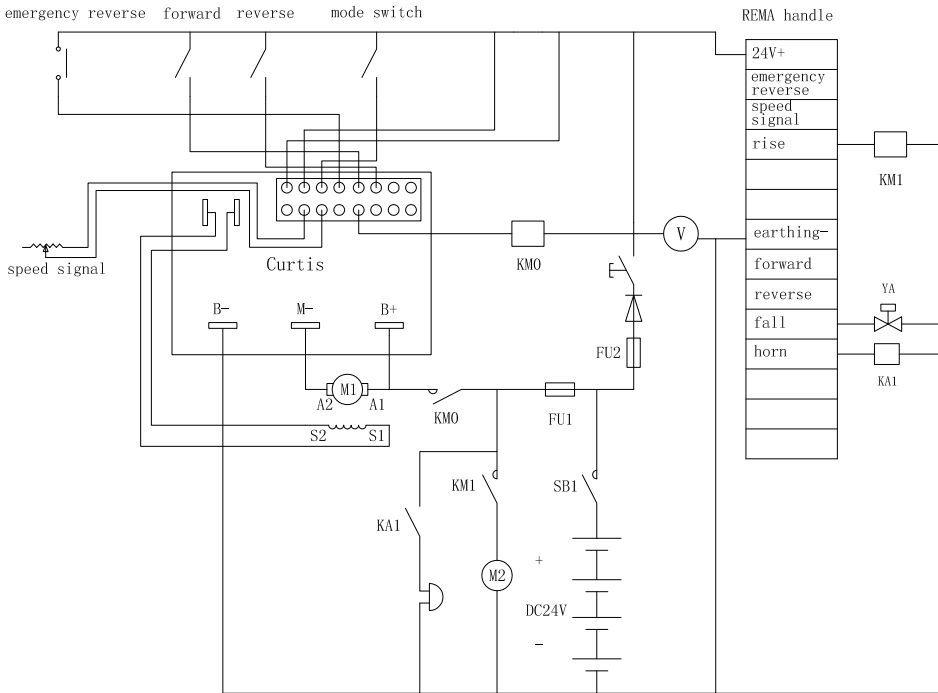 emergency reverse
forward
reverse
mode switch
REMA handle
24V+
emergency
reverse
speed
signal
rise
KM1
earthing-
forward
reverse
fall
horn
YA
KA1
speed signal
Curtis
KM0
V
B-
M-
B+
FU2
M1
A2
A1
KM0
FU1
S2
S1
KM1
SB1
KA1
M2
+
DC24V
-